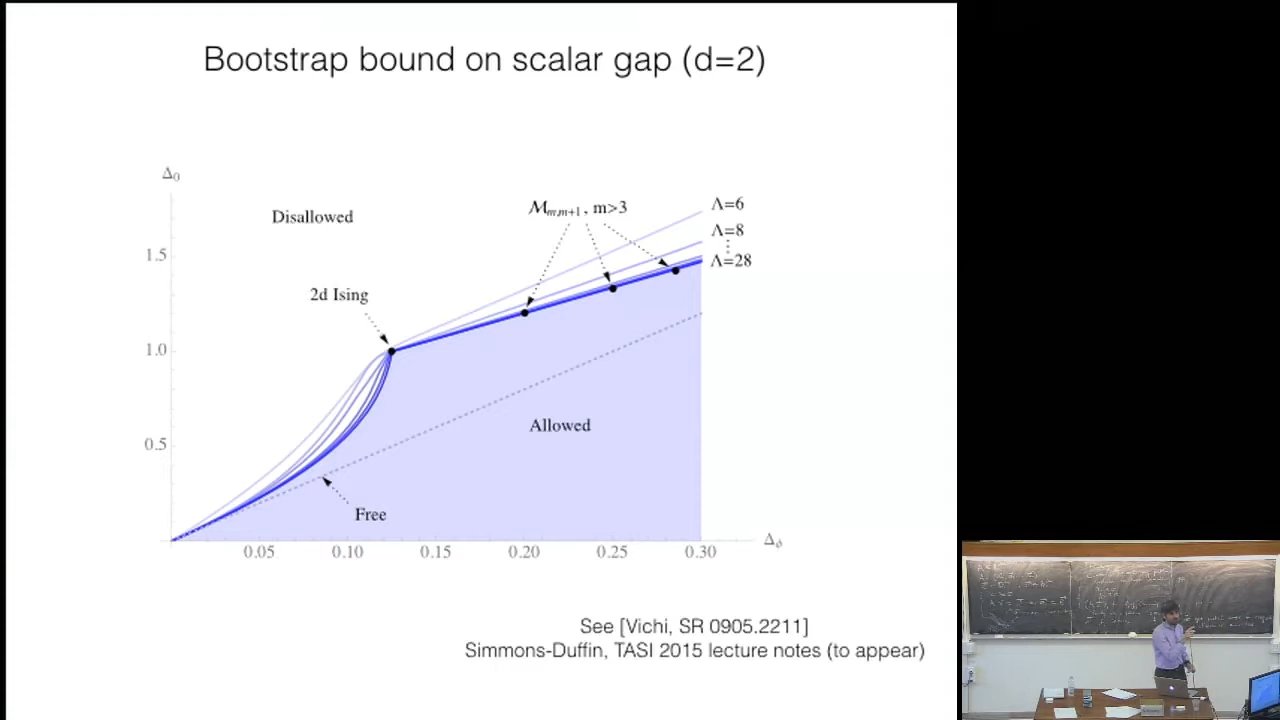 Bootstrap bound on scalar gap (d=2)
Δ₀
Disallowed
ℳₘ,ₘ₊₁ , m>3
Λ=6
Λ=8
⋮
Λ=28
1.5
2d Ising
1.0
0.5
Allowed
Free
0.05 0.10 0.15 0.20 0.25 0.30 Δᵩ
See [Vichi, SR 0905.2211]
Simmons-Duffin, TASI 2015 lecture notes (to appear)